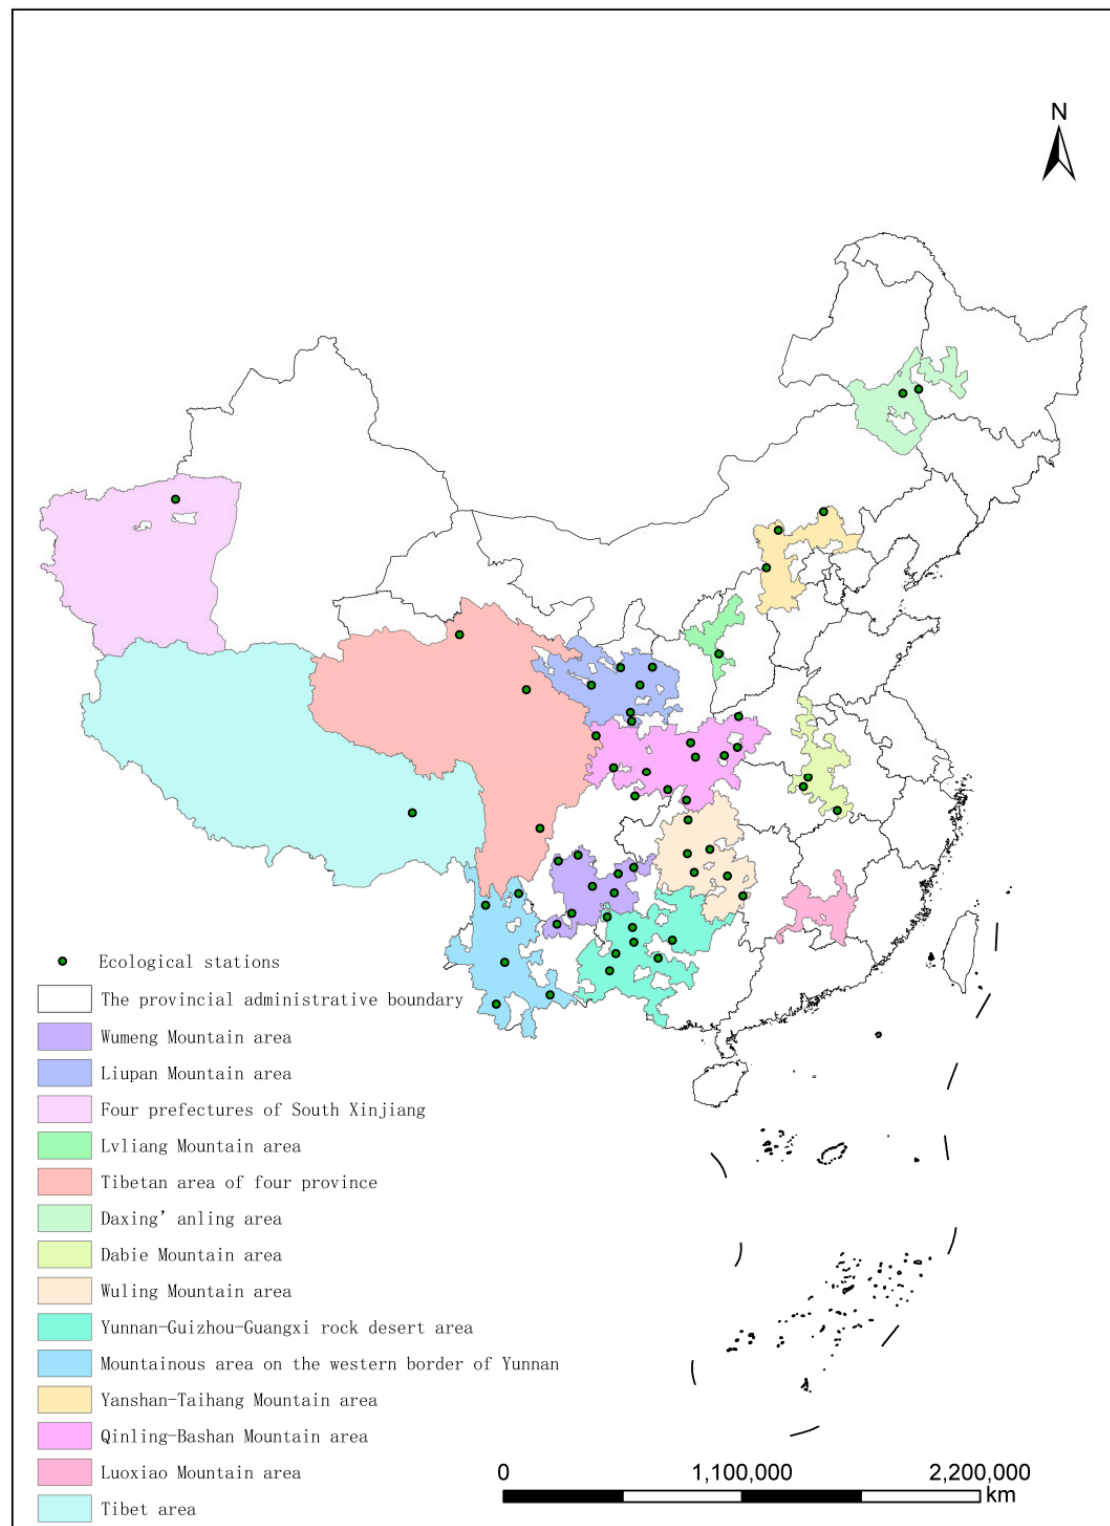 N
Ecological stations
The provincial administrative boundary
Wumeng Mountain area
Liupan Mountain area
Four prefectures of South Xinjiang
Lvliang Mountain area
Tibetan area of four province
Daxing’anling area
Dabie Mountain area
Wuling Mountain area
Yunnan-Guizhou-Guangxi rock desert area
Mountainous area on the western border of Yunnan
Yanshan-Taihang Mountain area
Qinling-Bashan Mountain area
Luoxiao Mountain area
Tibet area
0 1,100,000 2,200,000
km